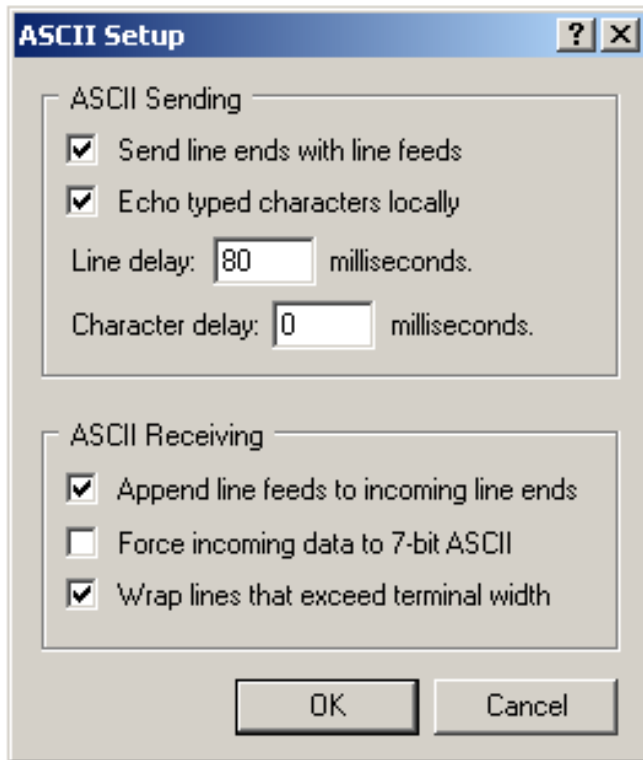 ASCII Setup
ASCII Sending
Send line ends with line feeds
Echo typed characters locally
Line delay: 80 milliseconds.
Character delay: 0 milliseconds.
ASCII Receiving
Append line feeds to incoming line ends
Force incoming data to 7-bit ASCII
Wrap lines that exceed terminal width
OK Cancel